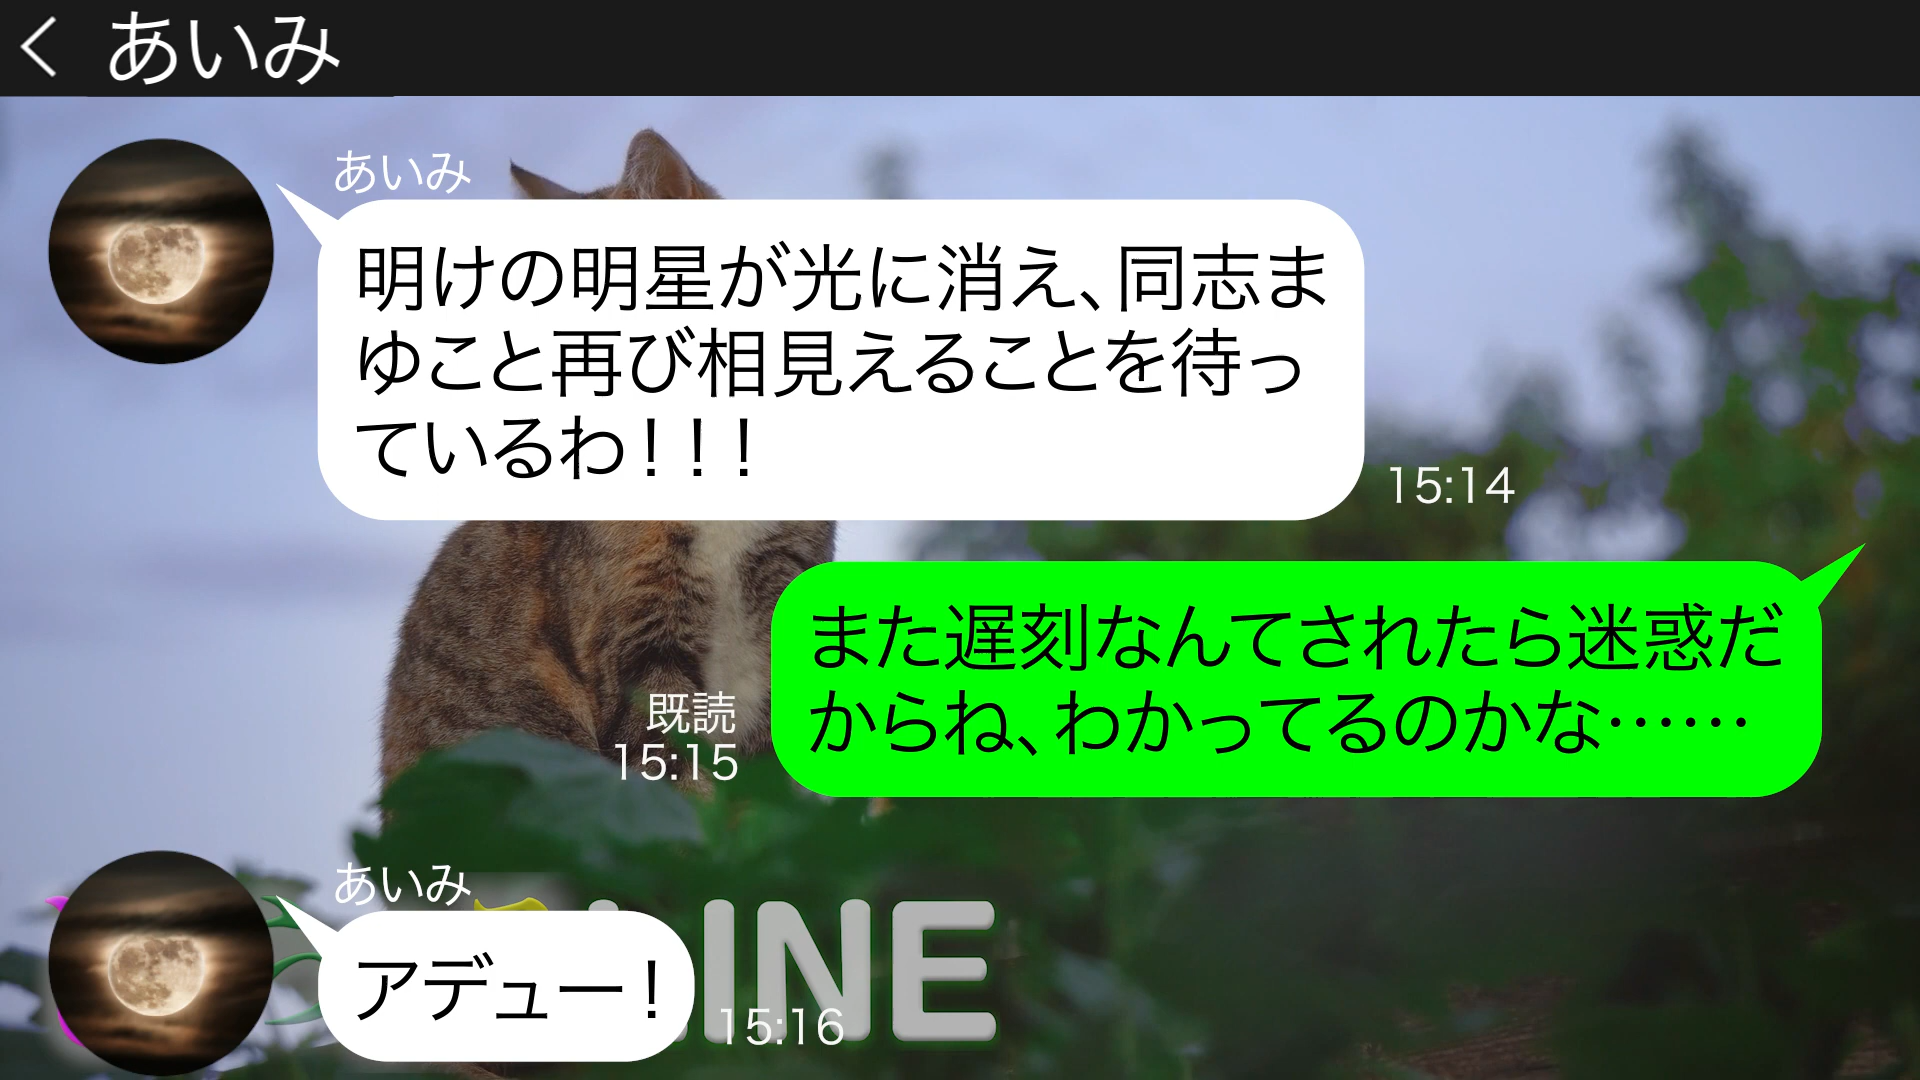 あいみ
あいみ
明けの明星が光に消え、同志ま
ゆこと再び相見えることを待っ
ているわ！！！
15:14
また遅刻なんてされたら迷惑だ
からね、わかってるのかな……
既読
15:15
あいみ
アデュー！
15:16
INE